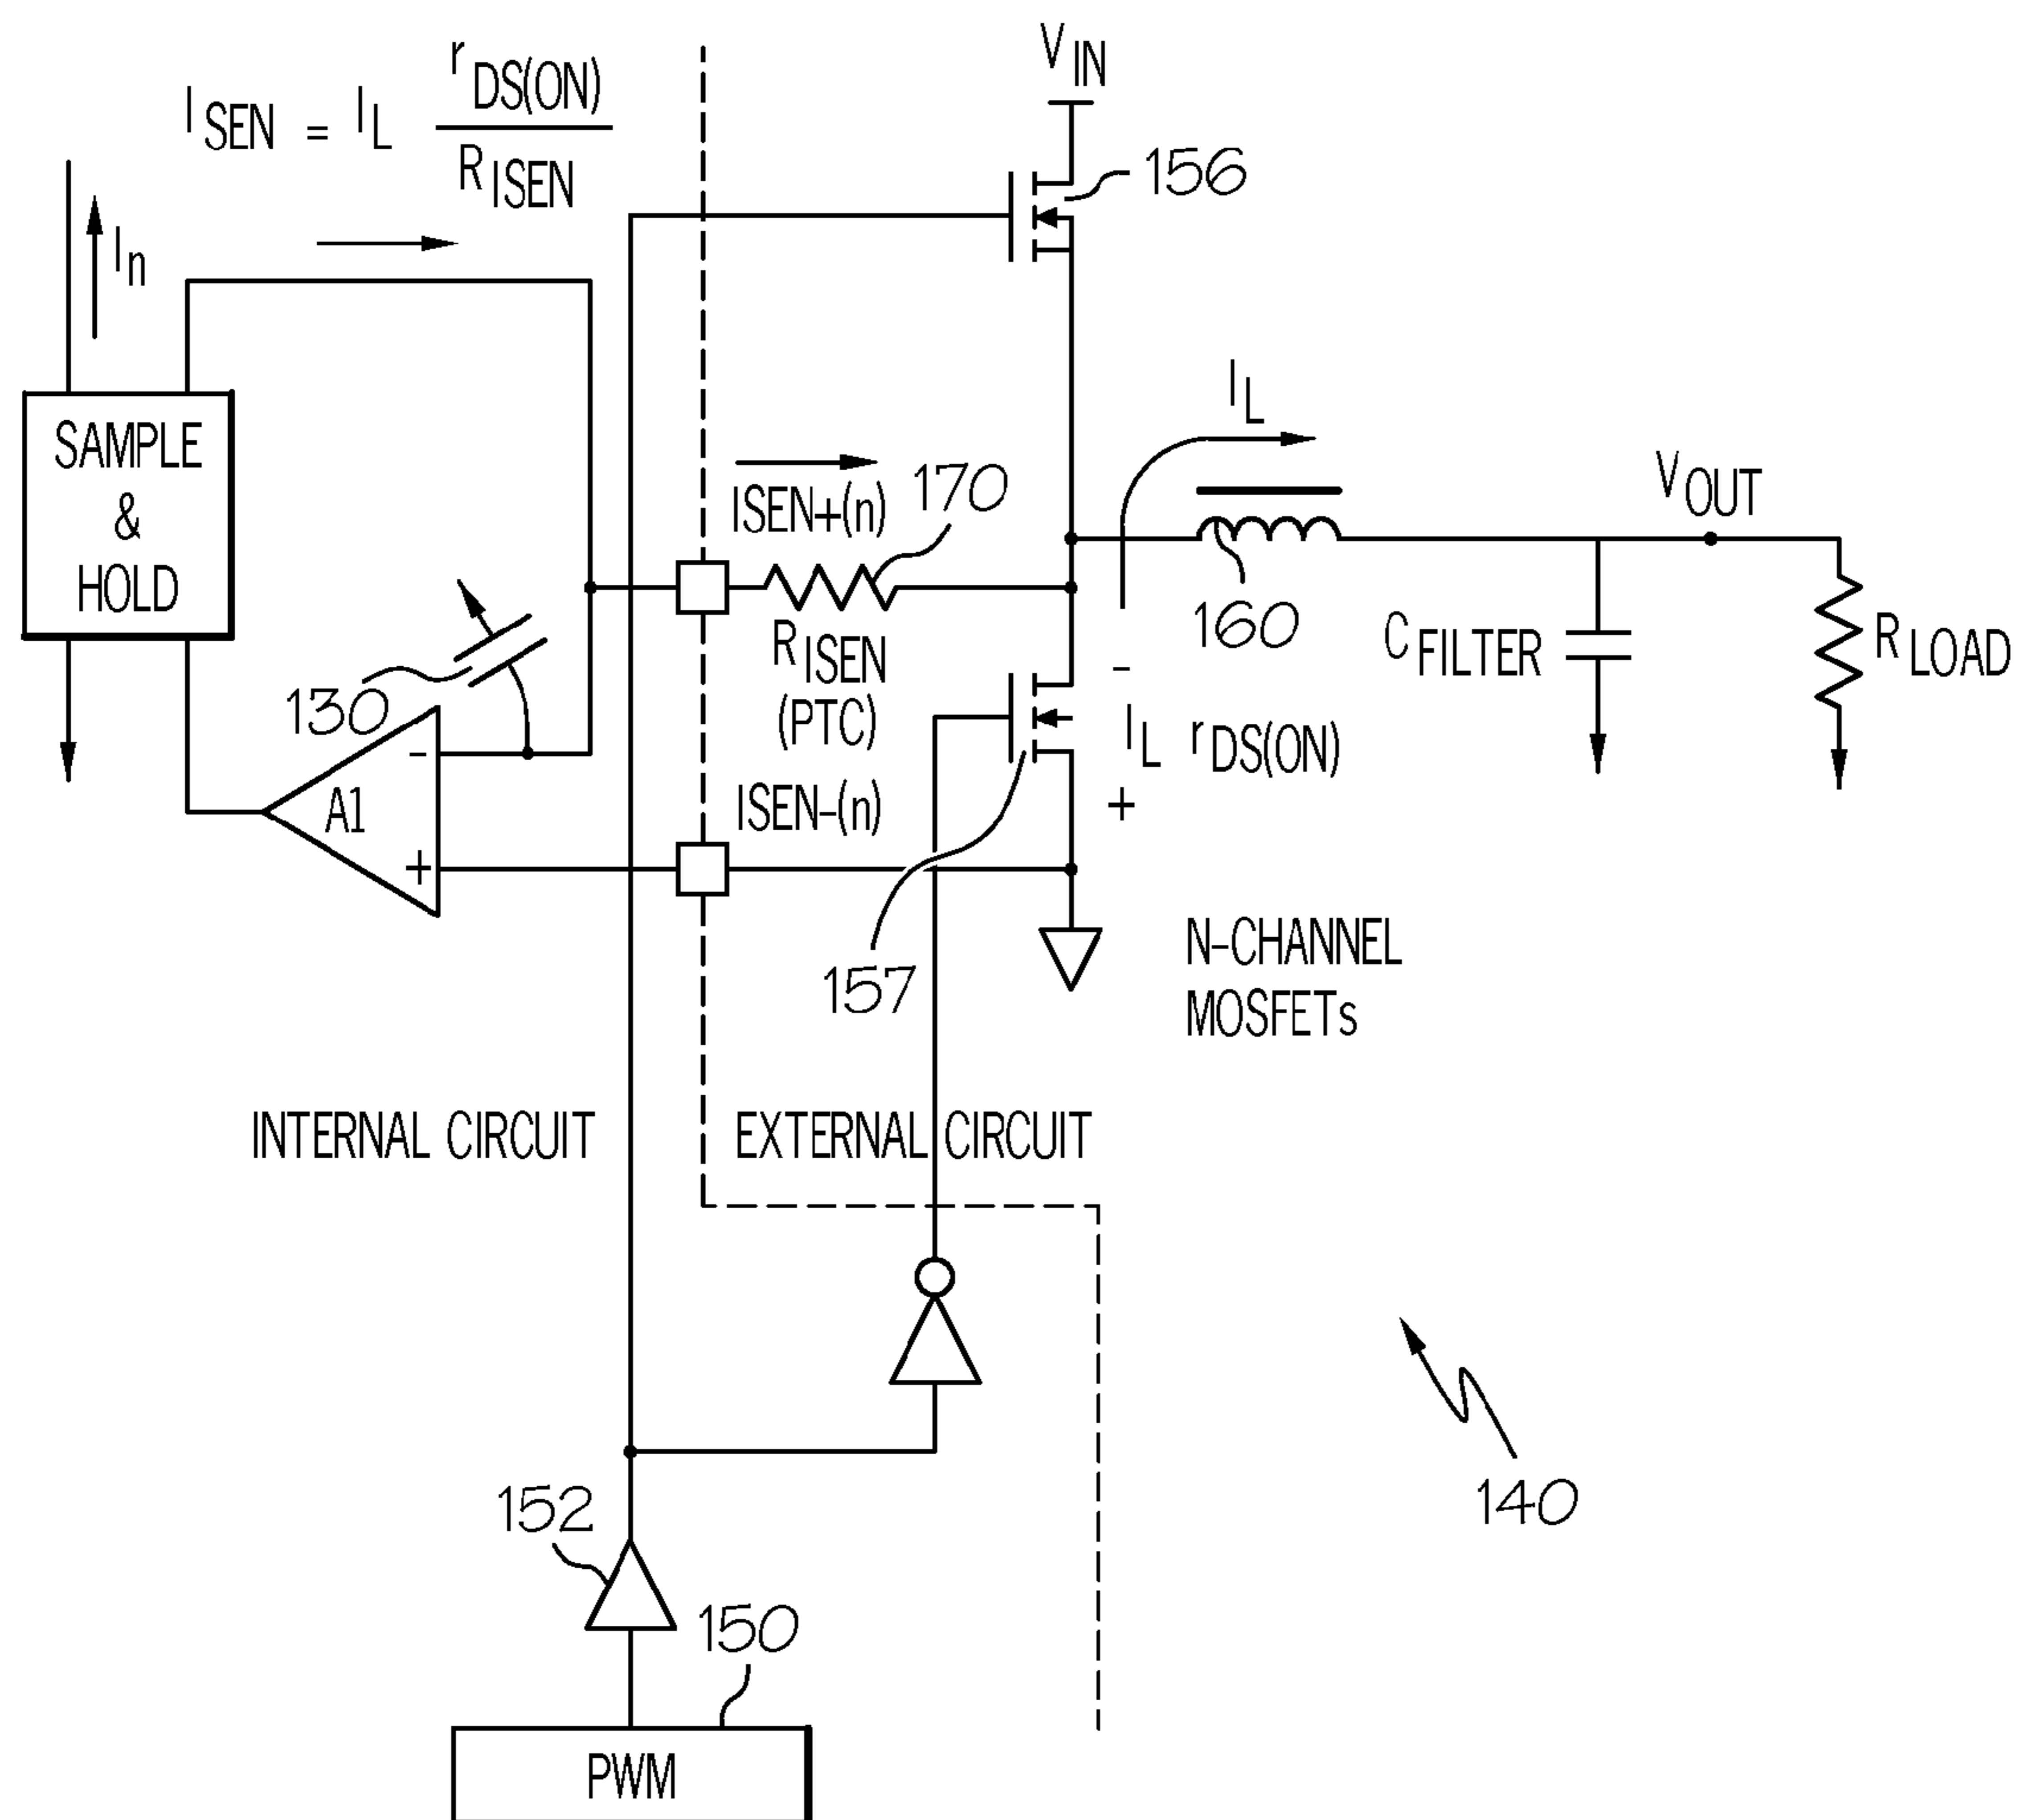 VIN
rDS(ON)
ISEN = IL
RISEN
156
In
IL
SAMPLE
&
HOLD
ISEN+(n)
170
VOUT
160
RISEN
(PTC)
CFILTER
RLOAD
130
-
IL rDS(ON)
+
-
A1
+
ISEN-(n)
157
N-CHANNEL
MOSFETs
INTERNAL CIRCUIT
EXTERNAL CIRCUIT
140
152
150
PWM